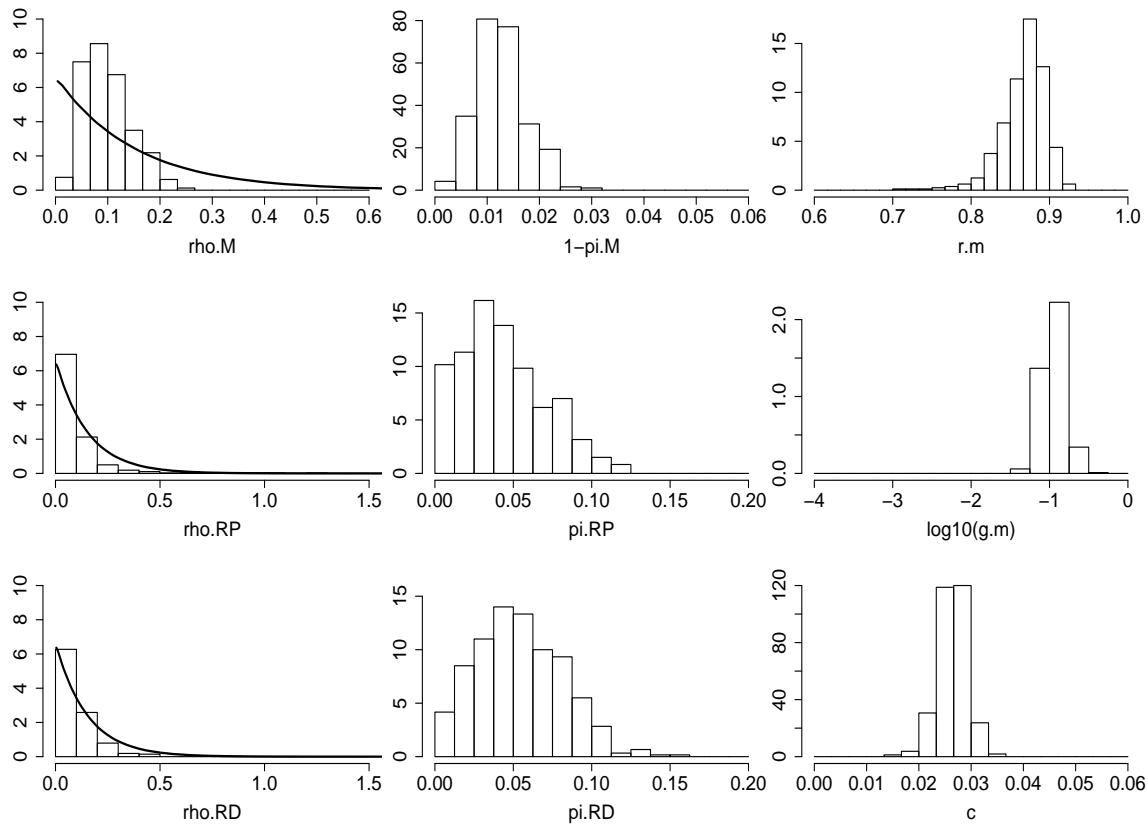 0 2 4 6 8 10
0.0 0.1 0.2 0.3 0.4 0.5 0.6
rho.M
0 20 40 60 80
0.00 0.01 0.02 0.03 0.04 0.05 0.06
1−pi.M
0 5 10 15
0.6 0.7 0.8 0.9 1.0
r.m
0 2 4 6 8 10
0.0 0.5 1.0 1.5
rho.RP
0 5 10 15
0.00 0.05 0.10 0.15 0.20
pi.RP
0.0 1.0 2.0
−4 −3 −2 −1 0
log10(g.m)
0 2 4 6 8 10
0.0 0.5 1.0 1.5
rho.RD
0 5 10 15
0.00 0.05 0.10 0.15 0.20
pi.RD
0 40 80 120
0.00 0.01 0.02 0.03 0.04 0.05 0.06
c